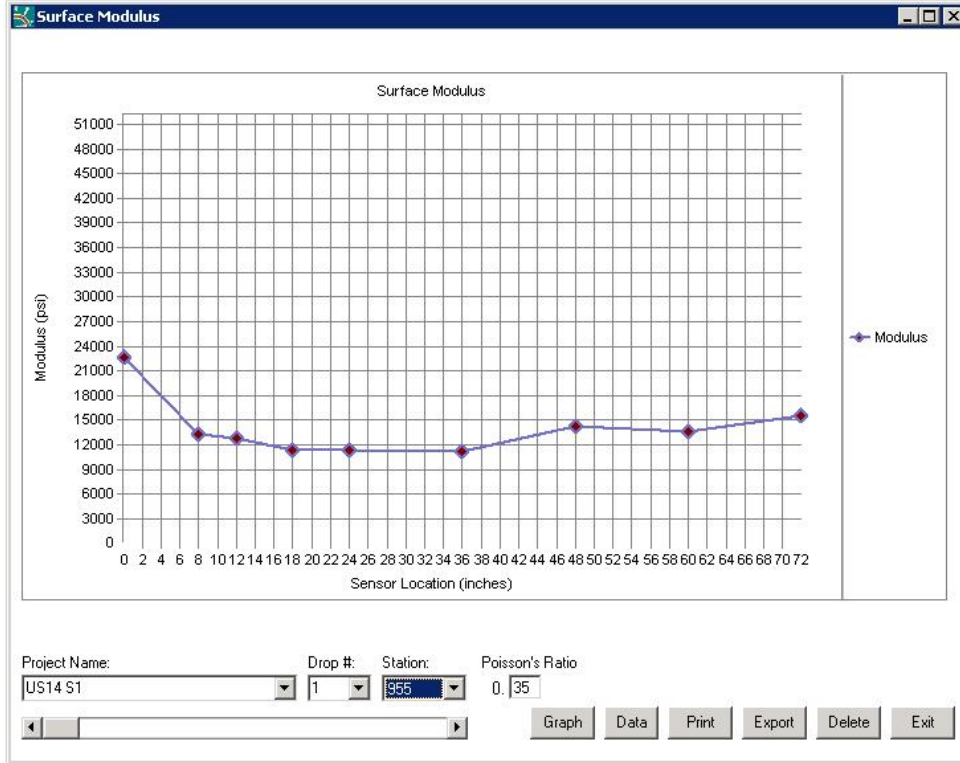 Surface Modulus
Surface Modulus
51000
48000
45000
42000
39000
36000
33000
30000
27000
24000
21000
18000
15000
12000
9000
6000
3000
0
Modulus (psi)
0 2 4 6 8 10 12 14 16 18 20 22 24 26 28 30 32 34 36 38 40 42 44 46 48 50 52 54 56 58 60 62 64 66 68 70 72
Sensor Location (inches)
Modulus
Project Name: Drop #: Station: Poisson's Ratio
US14 S1 1 955 0. 35
Graph Data Print Export Delete Exit